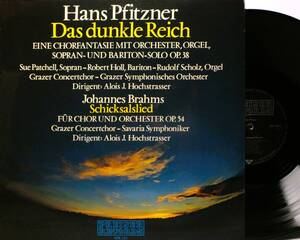 Hans Pfitzner
Das dunkle Reich
EINE CHORFANTASIE MIT ORCHESTER, ORGEL,
SOPRAN- UND BARITON-SOLO OP. 38
Sue Patchell, Sopran – Robert Holl, Bariton – Rudolf Scholz, Orgel
Grazer Concertchor – Grazer Symphonisches Orchester
Dirigent: Alois J. Hochstrasser
Johannes Brahms
Schicksalslied
FÜR CHOR UND ORCHESTER OP. 54
Grazer Concertchor – Savaria Symphoniker
Dirigent: Alois J. Hochstrasser